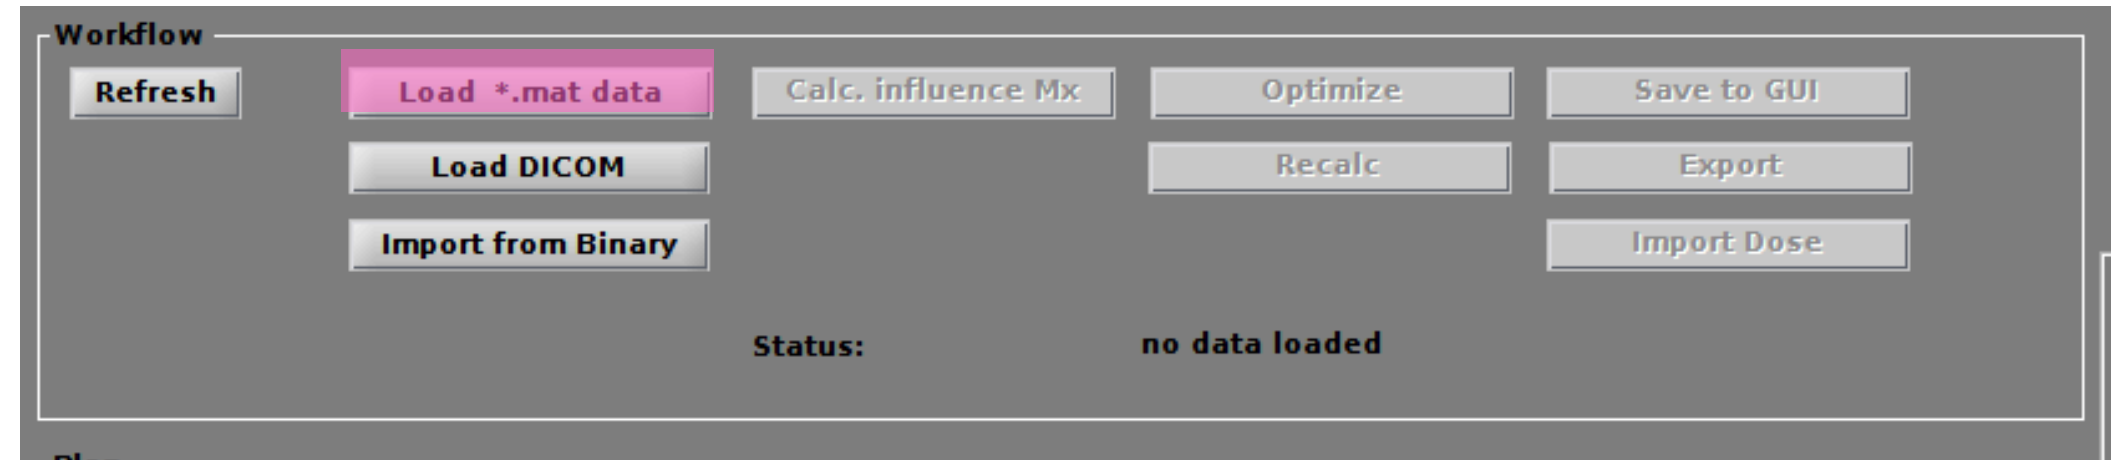 Workflow
Refresh
Load  *.mat data
Calc. influence Mx
Optimize
Save to GUI
Load DICOM
Recalc
Export
Import from Binary
Import Dose
Status:
no data loaded